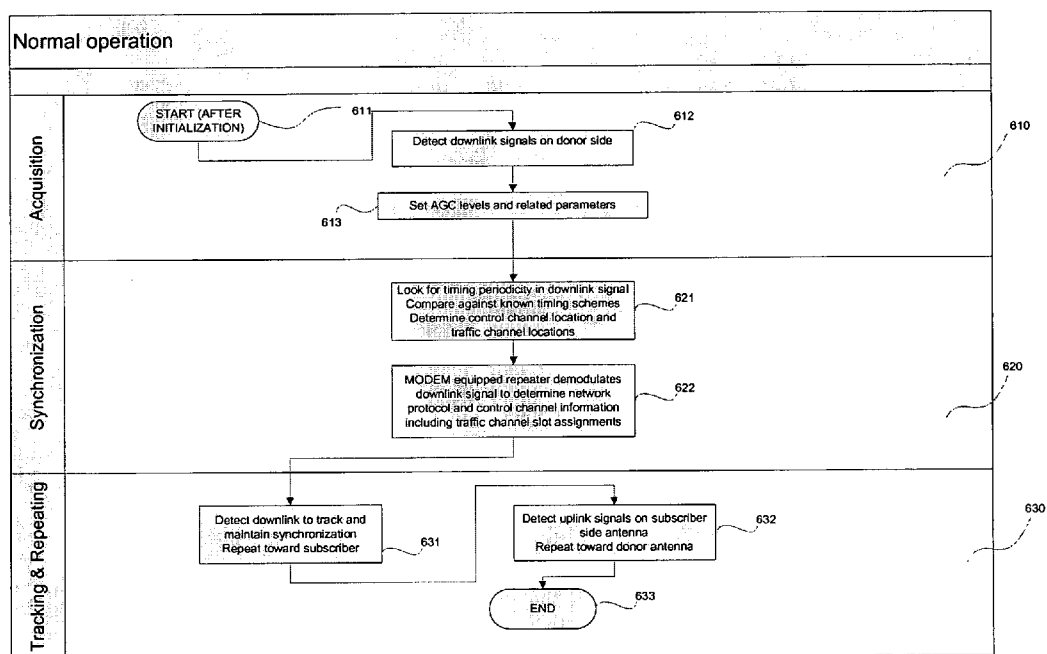 Normal operation
Acquisition
START (AFTER
INITIALIZATION)
611
Detect downlink signals on donor side
612
610
Set AGC levels and related parameters
613
Synchronization
Look for timing periodicity in downlink signal
Compare against known timing schemes
Determine control channel location and
traffic channel locations
621
MODEM equipped repeater demodulates
downlink signal to determine network
protocol and control channel information
including traffic channel slot assignments
622
620
Tracking & Repeating
Detect downlink to track and
maintain synchronization
Repeat toward subscriber
631
Detect uplink signals on subscriber
side antenna
Repeat toward donor antenna
632
630
END
633